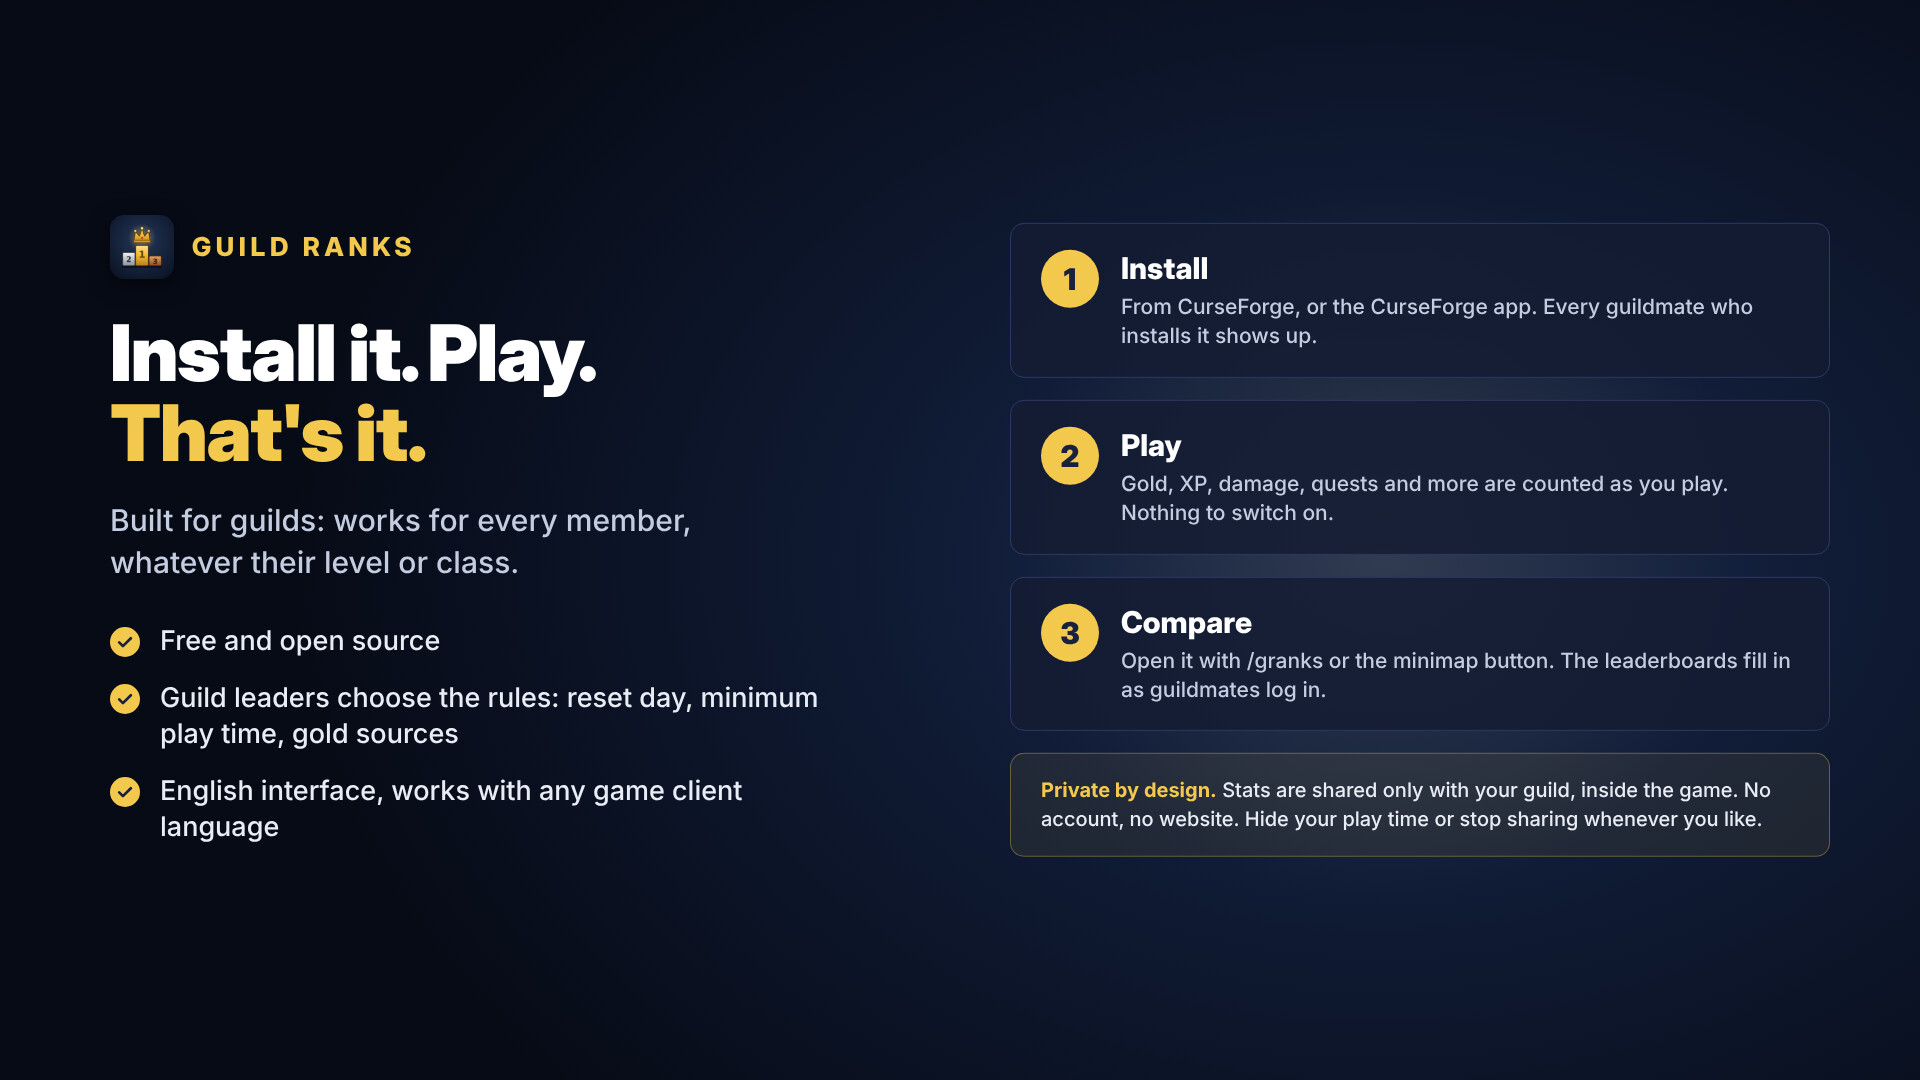 2 1 3
GUILD RANKS
Install it. Play.
That's it.
Built for guilds: works for every member,
whatever their level or class.
Free and open source
Guild leaders choose the rules: reset day, minimum
play time, gold sources
English interface, works with any game client
language
1
Install
From CurseForge, or the CurseForge app. Every guildmate who
installs it shows up.
2
Play
Gold, XP, damage, quests and more are counted as you play.
Nothing to switch on.
3
Compare
Open it with /granks or the minimap button. The leaderboards fill in
as guildmates log in.
Private by design. Stats are shared only with your guild, inside the game. No
account, no website. Hide your play time or stop sharing whenever you like.